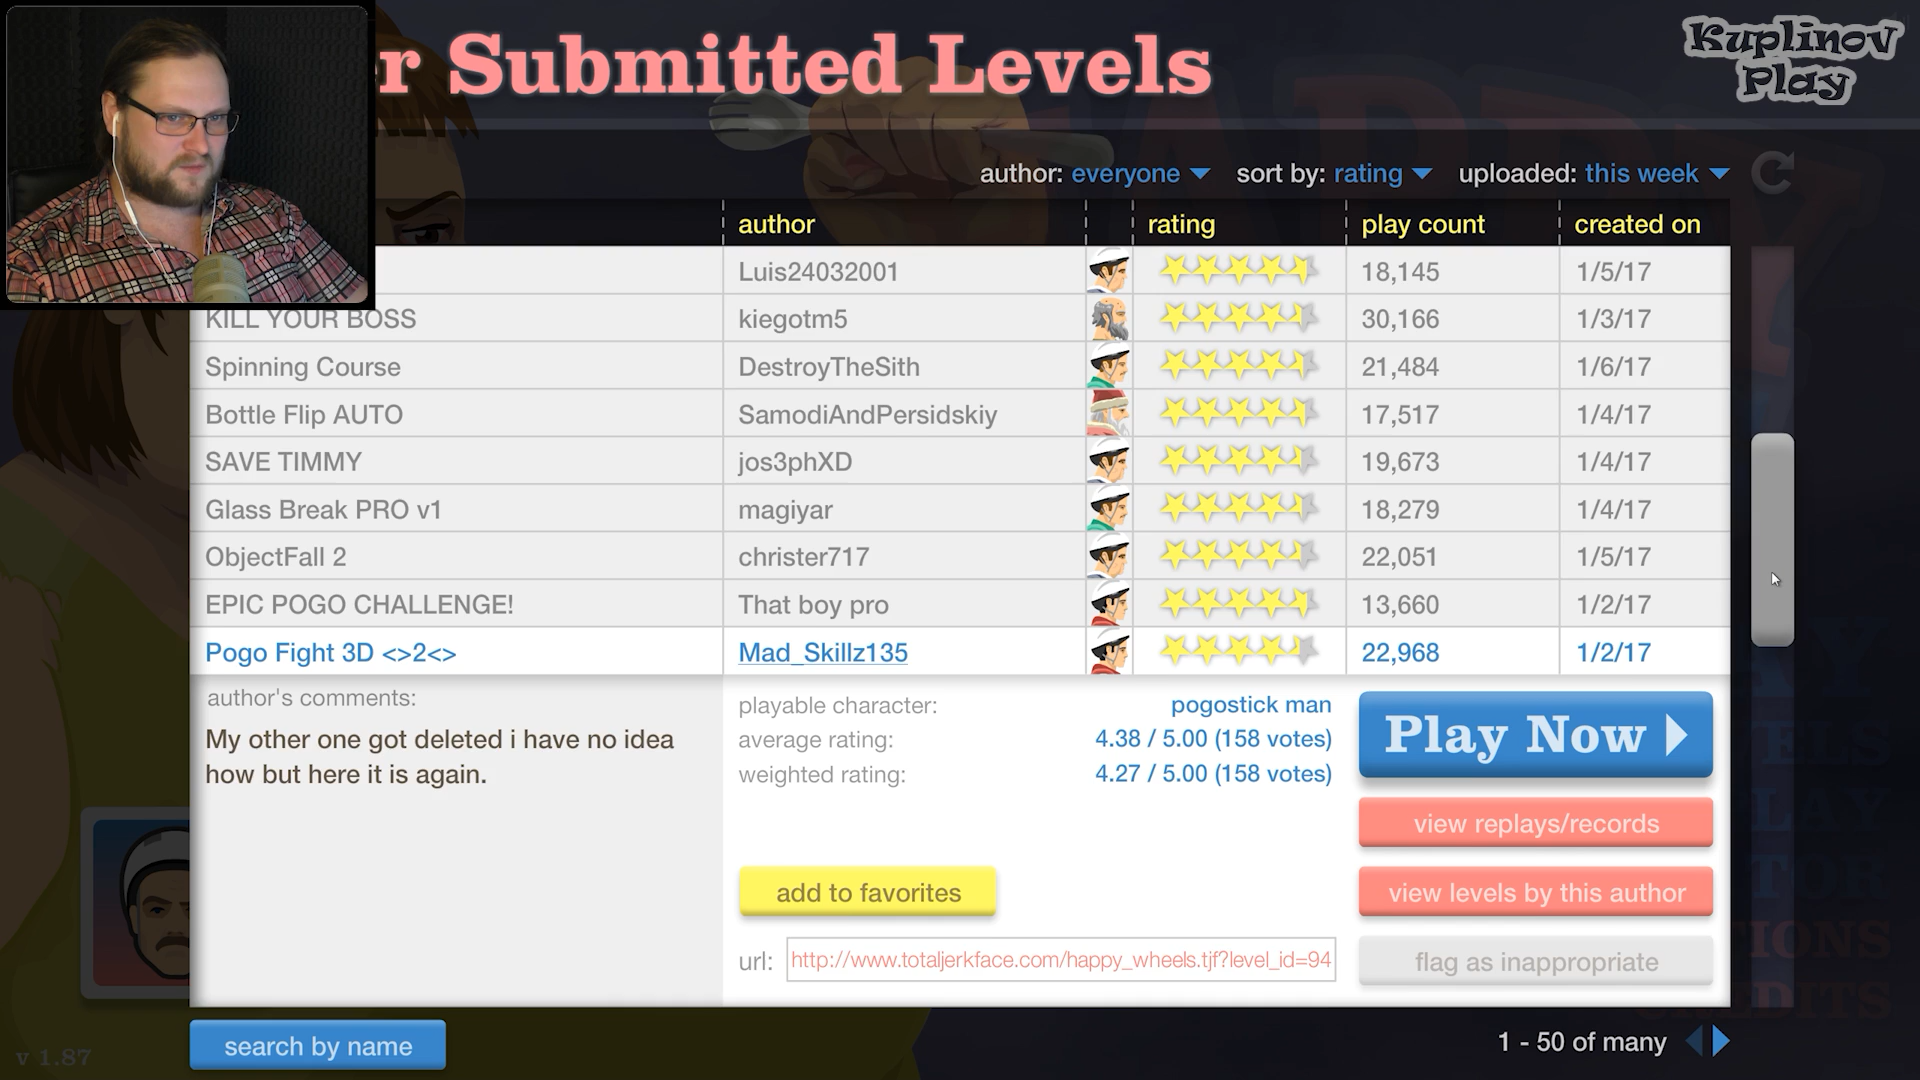 Kuplinov
Play
r Submitted Levels
author: everyone sort by: rating uploaded: this week
author rating play count created on
Luis24032001 18,145 1/5/17
KILL YOUR BOSS kiegotm5 30,166 1/3/17
Spinning Course DestroyTheSith 21,484 1/6/17
Bottle Flip AUTO SamodiAndPersidskiy 17,517 1/4/17
SAVE TIMMY jos3phXD 19,673 1/4/17
Glass Break PRO v1 magiyar 18,279 1/4/17
ObjectFall 2 christer717 22,051 1/5/17
EPIC POGO CHALLENGE! That boy pro 13,660 1/2/17
Pogo Fight 3D <>2<> Mad_Skillz135 22,968 1/2/17
author's comments:
My other one got deleted i have no idea
how but here it is again.
playable character: pogostick man
average rating: 4.38 / 5.00 (158 votes)
weighted rating: 4.27 / 5.00 (158 votes)
Play Now
view replays/records
add to favorites
view levels by this author
url: http://www.totaljerkface.com/happy_wheels.tjf?level_id=94
flag as inappropriate
search by name
1 - 50 of many
v 1.87